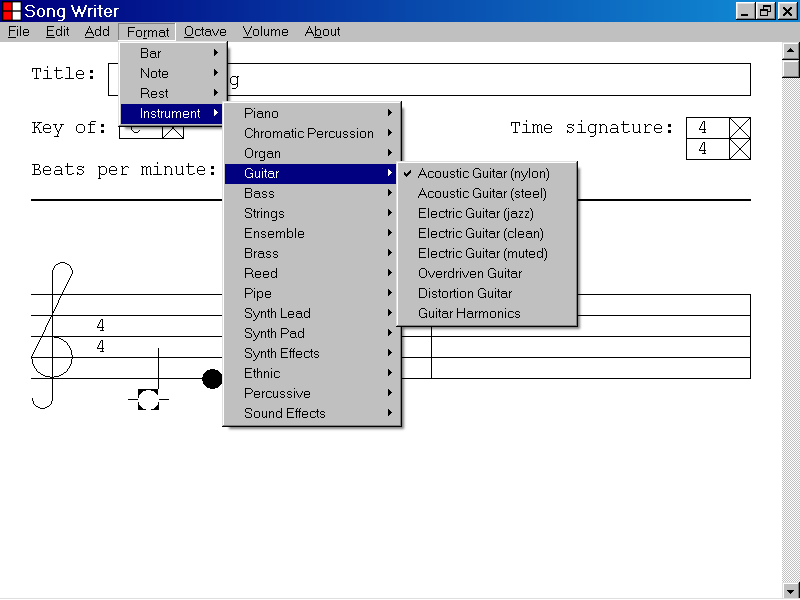 Song Writer
File Edit Add Format Octave Volume About
Title: g
Bar
Note
Rest
Instrument
Key of: C
Time signature: 4
4
Beats per minute:
Piano
Chromatic Percussion
Organ
Guitar
Bass
Strings
Ensemble
Brass
Reed
Pipe
Synth Lead
Synth Pad
Synth Effects
Ethnic
Percussive
Sound Effects
Acoustic Guitar (nylon)
Acoustic Guitar (steel)
Electric Guitar (jazz)
Electric Guitar (clean)
Electric Guitar (muted)
Overdriven Guitar
Distortion Guitar
Guitar Harmonics
4
4